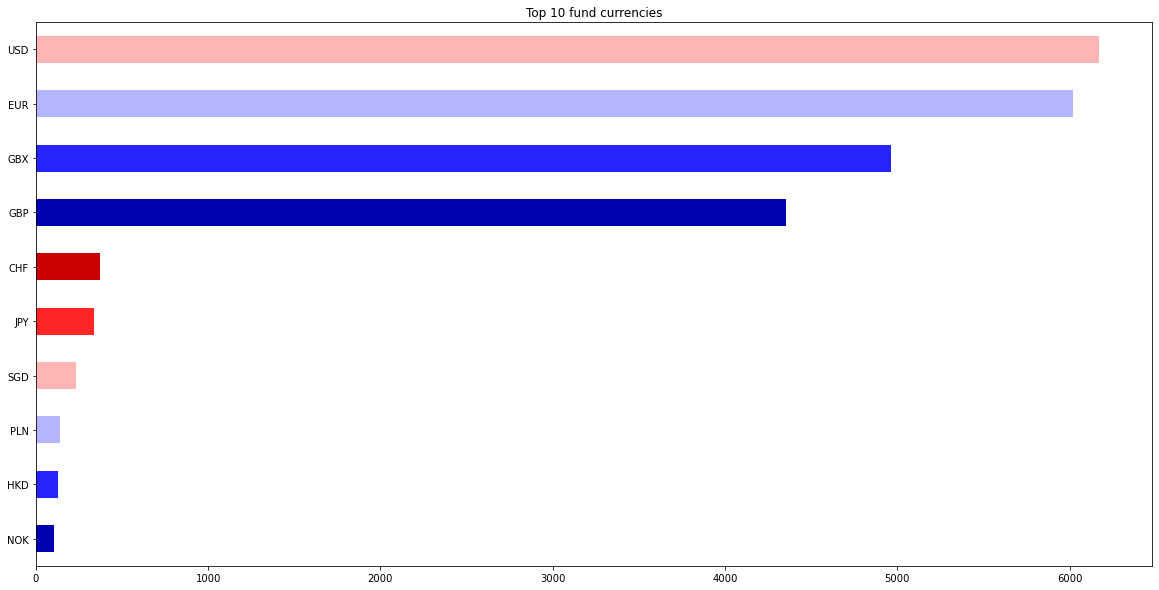 Top 10 fund currencies
USD
EUR
GBX
GBP
CHF
JPY
SGD
PLN
HKD
NOK
0 1000 2000 3000 4000 5000 6000